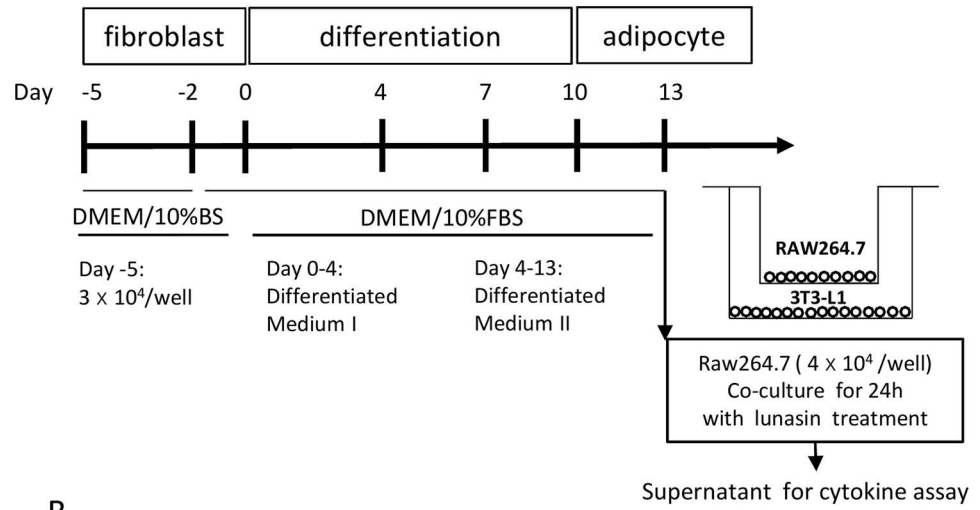 fibroblast differentiation adipocyte
Day -5 -2 0 4 7 10 13
DMEM/10%BS DMEM/10%FBS
Day -5:
3 x 10⁴/well
Day 0-4:
Differentiated
Medium I
Day 4-13:
Differentiated
Medium II
RAW264.7
3T3-L1
Raw264.7 ( 4 x 10⁴ /well)
Co-culture for 24h
with lunasin treatment
Supernatant for cytokine assay